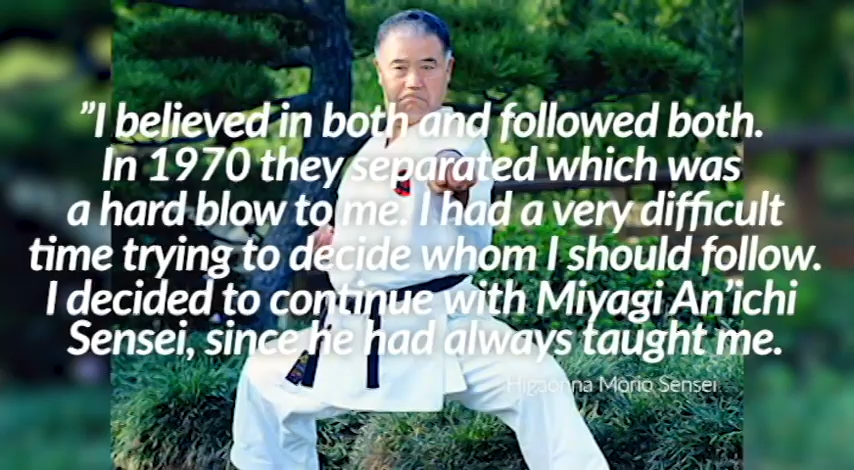 ”I believed in both and followed both.
In 1970 they separated which was
a hard blow to me. I had a very difficult
time trying to decide whom I should follow.
I decided to continue with Miyagi An’ichi
Sensei, since he had always taught me.
Higaonna Morio Sensei